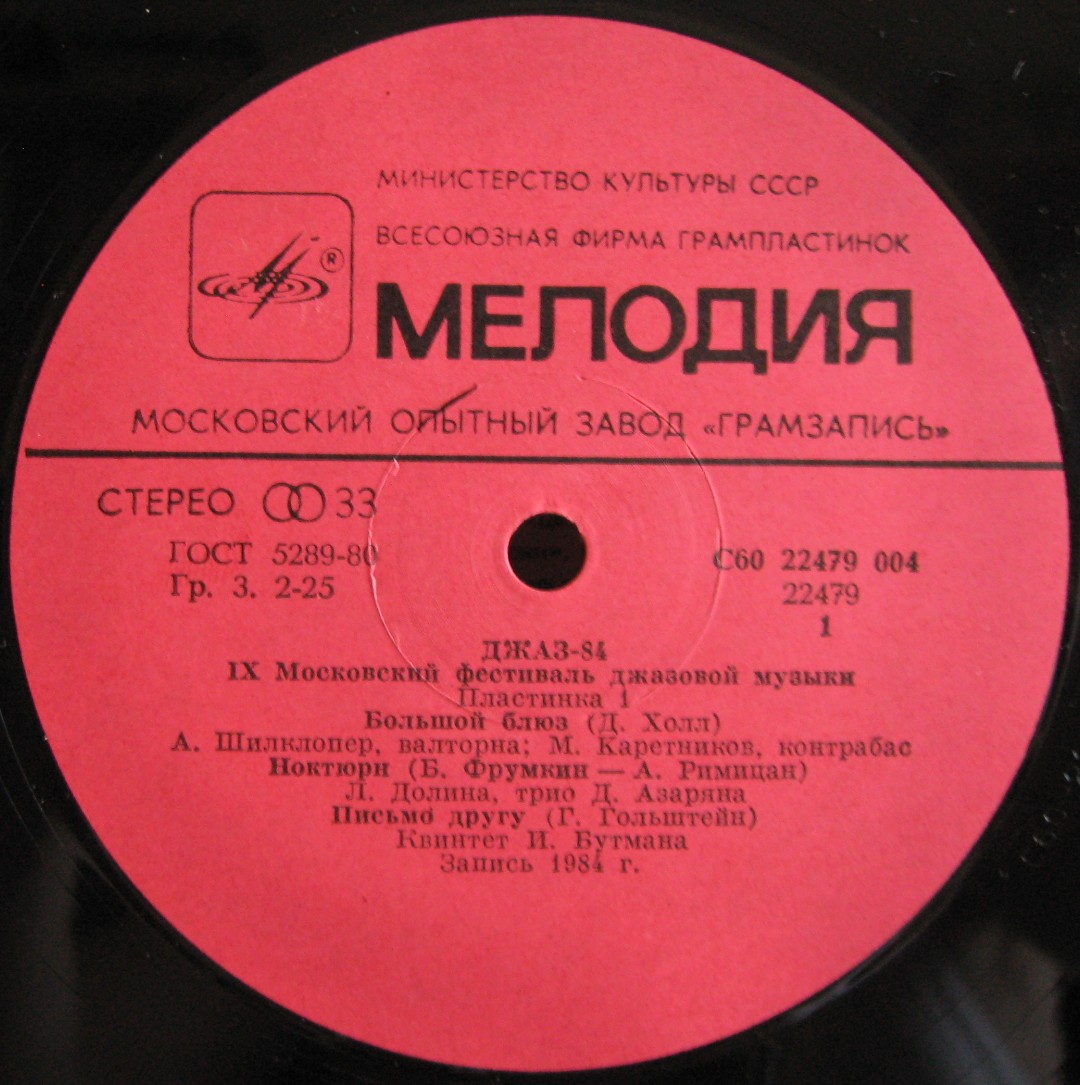 МИНИСТЕРСТВО КУЛЬТУРЫ СССР
ВСЕСОЮЗНАЯ ФИРМА ГРАМПЛАСТИНОК
®
МЕЛОДИЯ
МОСКОВСКИЙ ОПЫТНЫЙ ЗАВОД «ГРАМЗАПИСЬ»
СТЕРЕО 33
ГОСТ 5289-80
Гр. 3. 2-25
С60 22479 004
22479
1
ДЖАЗ-84
IX Московский фестиваль джазовой музыки
Пластинка 1
Большой блюз (Д. Холл)
А. Шилклопер, валторна; М. Каретников, контрабас
Ноктюрн (Б. Фрумкин — А. Римицан)
Л. Долина, трио Д. Азаряна
Письмо другу (Г. Гольштейн)
Квинтет И. Бутмана
Запись 1984 г.